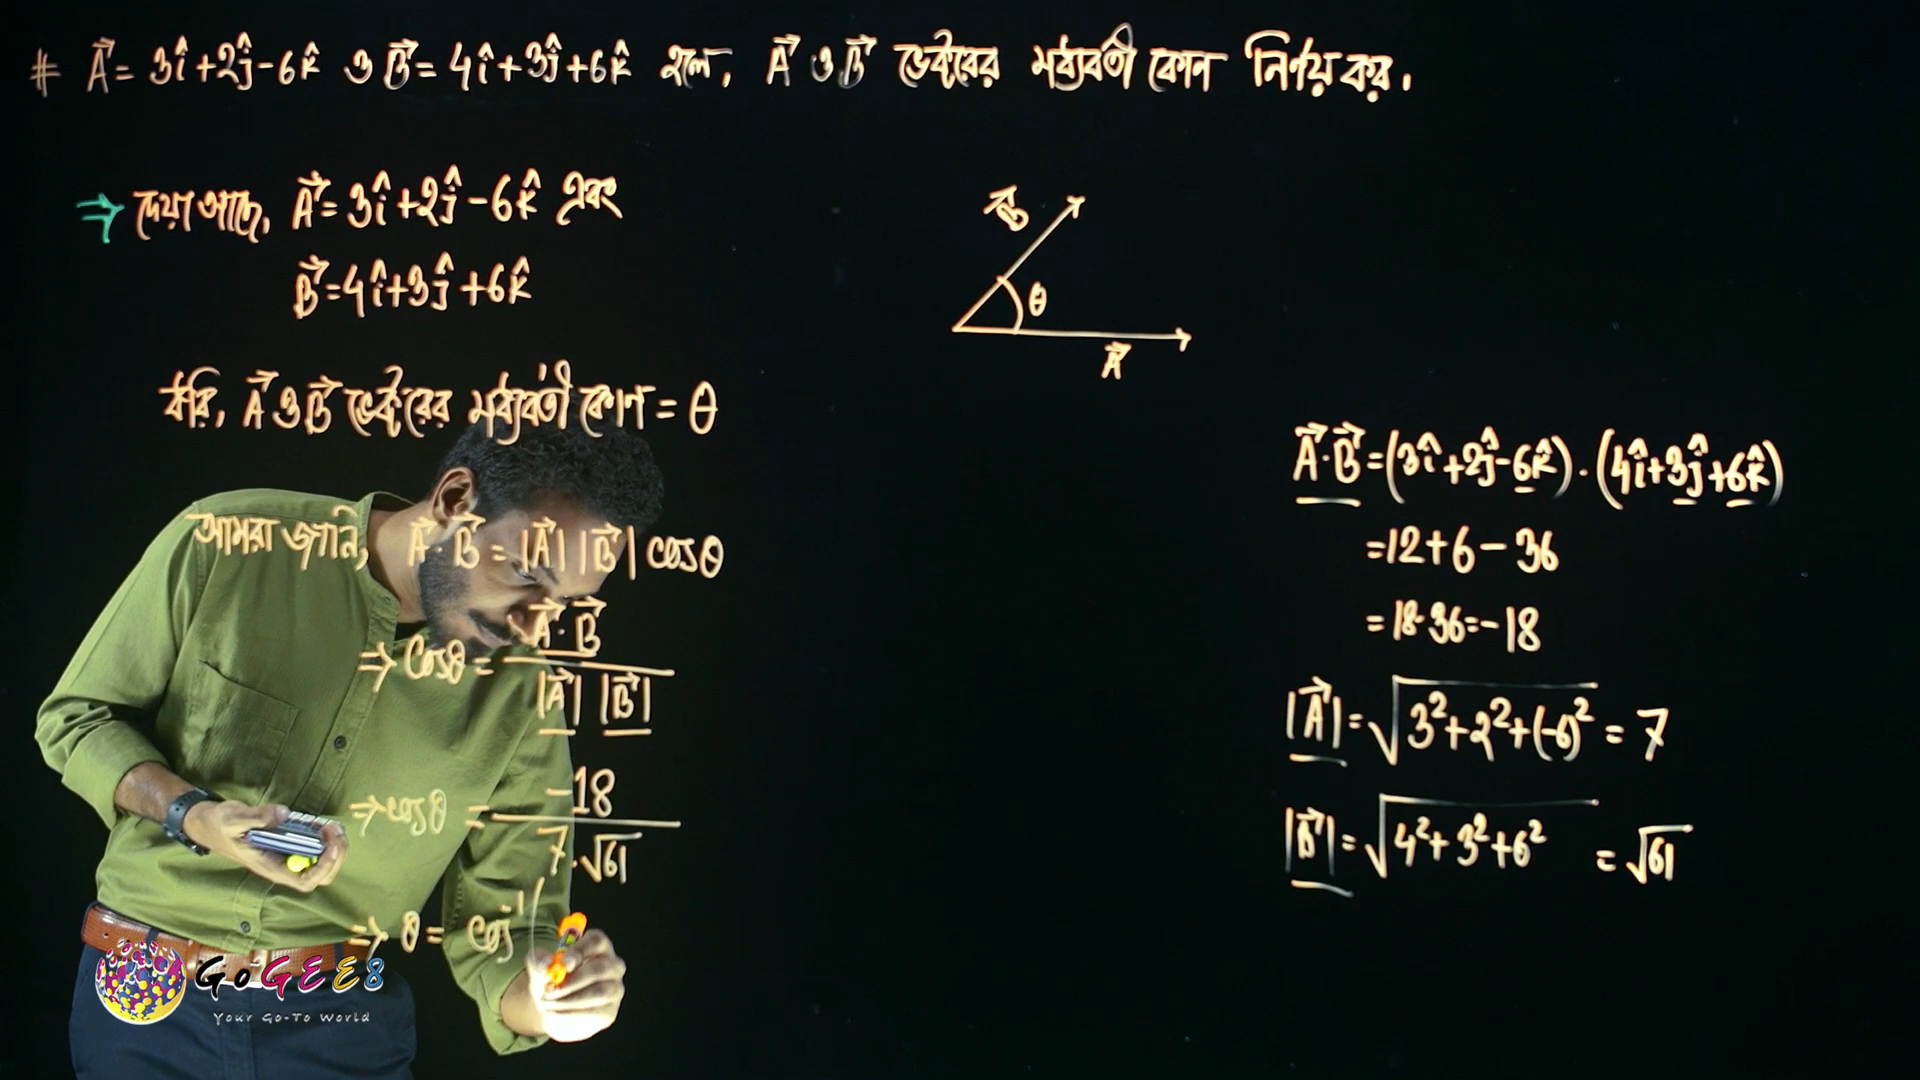 # A⃗ = 3î+2ĵ-6k̂ ও B⃗ = 4î+3ĵ+6k̂ হলে, A⃗ ও B⃗ ভেক্টরের মধ্যবর্তী কোন নির্ণয় কর।
⇒ দেয়া আছে, A⃗ = 3î+2ĵ-6k̂ এবং
B⃗ = 4î+3ĵ+6k̂
ধরি, A⃗ ও B⃗ ভেক্টরের মধ্যবর্তী কোণ = θ
আমরা জানি, A⃗·B⃗ = |A⃗| |B⃗| cosθ
⇒ Cosθ = A⃗·B⃗ / |A⃗| |B⃗|
⇒ cosθ = -18 / 7·√61
⇒ θ = cos⁻¹(
B⃗
θ
A⃗
A⃗·B⃗ = (3î+2ĵ-6k̂)·(4î+3ĵ+6k̂)
= 12+6-36
= 18-36 = -18
|A⃗| = √3²+2²+(-6)² = 7
|B⃗| = √4²+3²+6² = √61
GoGEE8
Your Go-To World